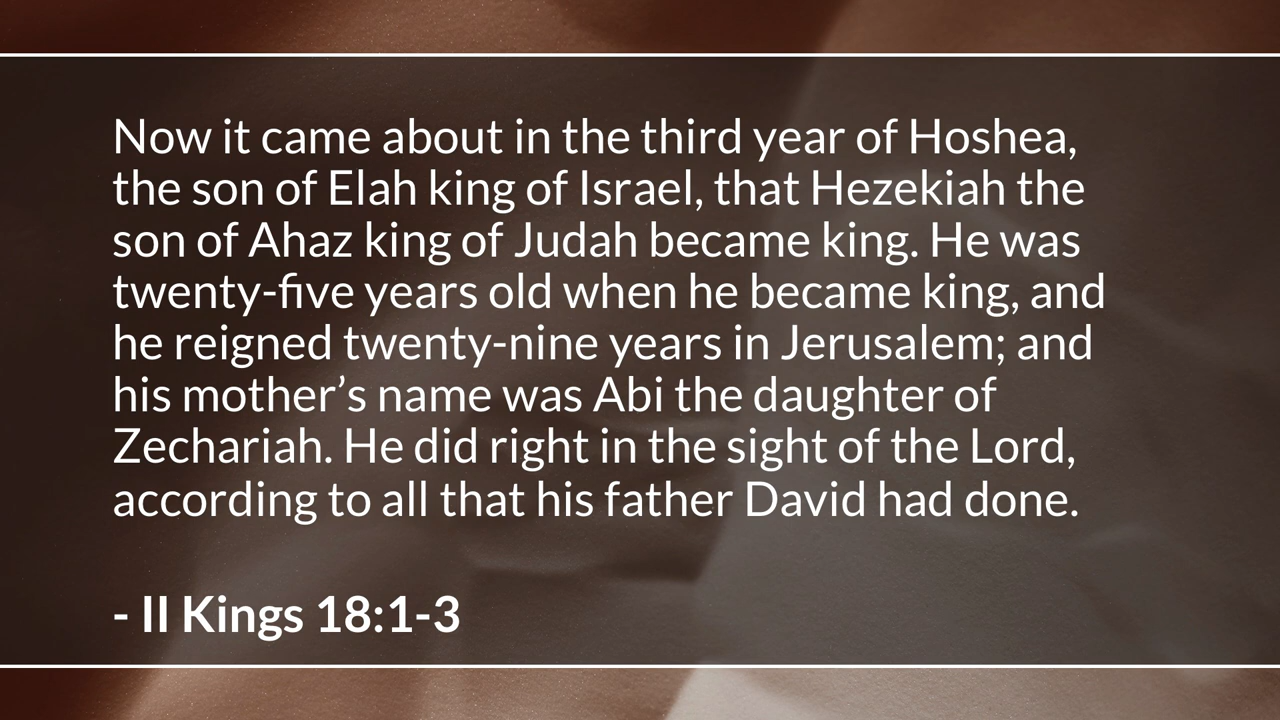 Now it came about in the third year of Hoshea,
the son of Elah king of Israel, that Hezekiah the
son of Ahaz king of Judah became king. He was
twenty-five years old when he became king, and
he reigned twenty-nine years in Jerusalem; and
his mother’s name was Abi the daughter of
Zechariah. He did right in the sight of the Lord,
according to all that his father David had done.
- II Kings 18:1-3